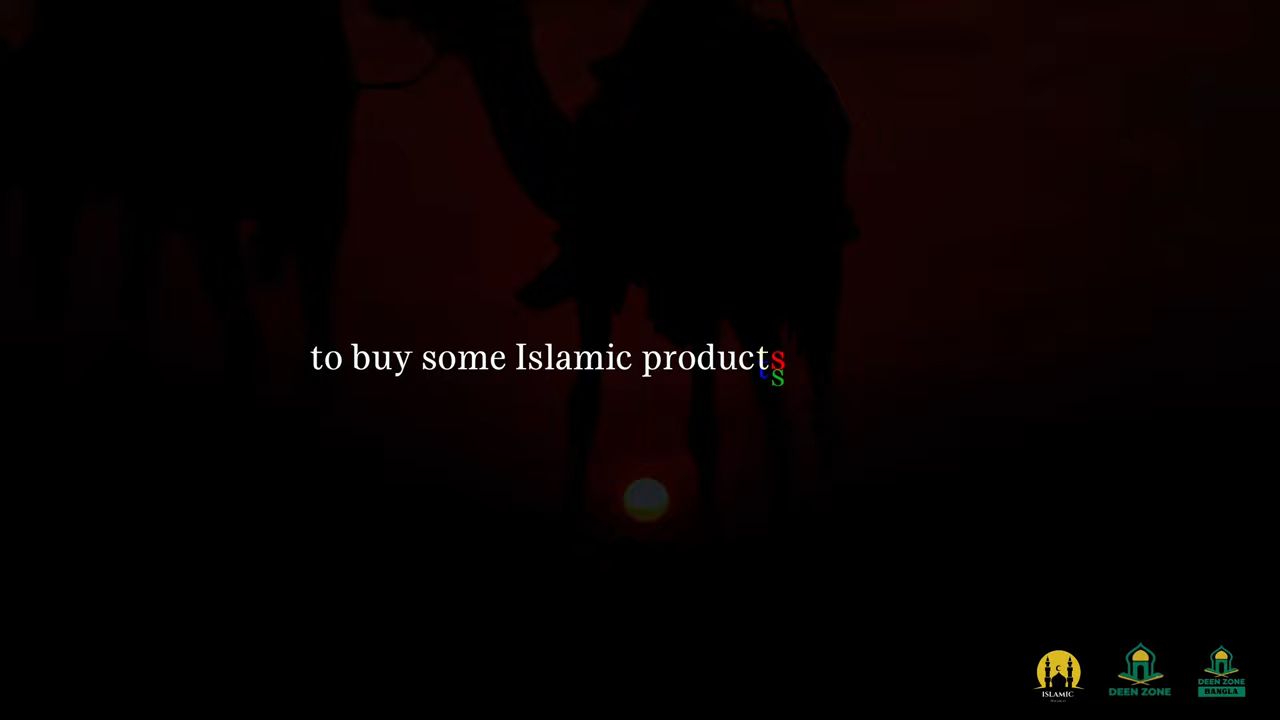 to buy some Islamic products
ISLAMIC
DEEN ZONE
DEEN ZONE
BANGLA